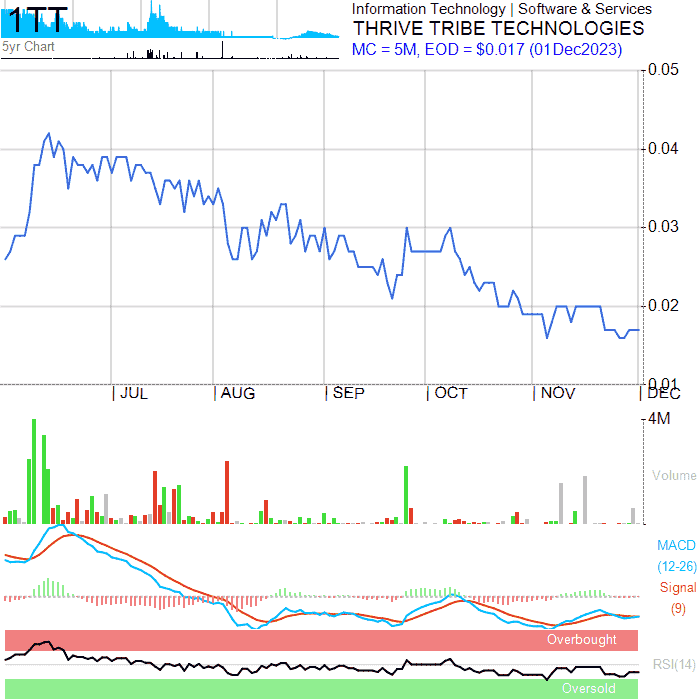 1TT
5yr Chart
Information Technology | Software & Services
THRIVE TRIBE TECHNOLOGIES
MC = 5M, EOD = $0.017 (01Dec2023)
0.05
0.04
0.03
0.02
0.01
| JUL | AUG | SEP | OCT | NOV | DEC
4M
Volume
MACD
(12-26)
Signal
(9)
Overbought
RSI(14)
Oversold